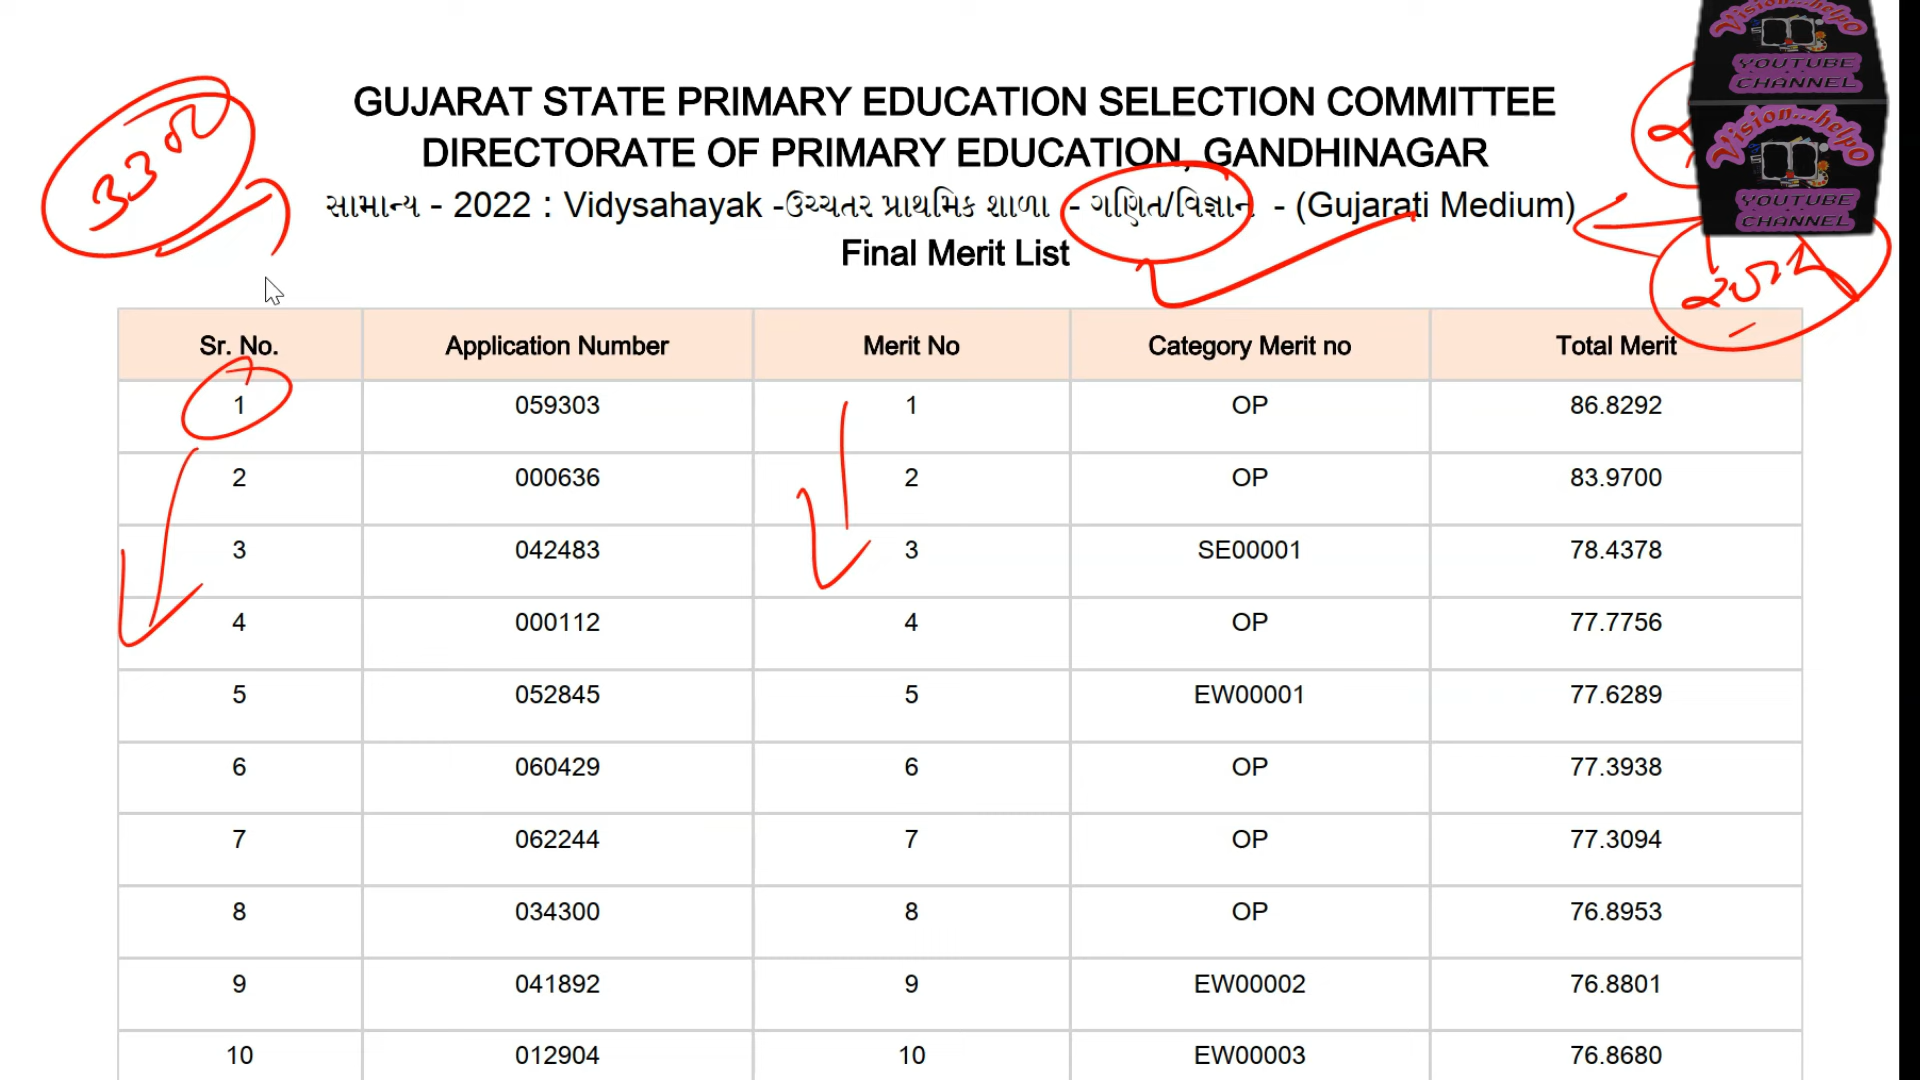 GUJARAT STATE PRIMARY EDUCATION SELECTION COMMITTEE
DIRECTORATE OF PRIMARY EDUCATION, GANDHINAGAR
સામાન્ય - 2022 : Vidysahayak -ઉચ્ચતર પ્રાથમિક શાળા - ગણિત/વિજ્ઞાન - (Gujarati Medium)
Final Merit List
Vision...helpO
YOUTUBE
CHANNEL
Vision...helpO
YOUTUBE
CHANNEL
Sr. No. Application Number Merit No Category Merit no Total Merit
1 059303 1 OP 86.8292
2 000636 2 OP 83.9700
3 042483 3 SE00001 78.4378
4 000112 4 OP 77.7756
5 052845 5 EW00001 77.6289
6 060429 6 OP 77.3938
7 062244 7 OP 77.3094
8 034300 8 OP 76.8953
9 041892 9 EW00002 76.8801
10 012904 10 EW00003 76.8680